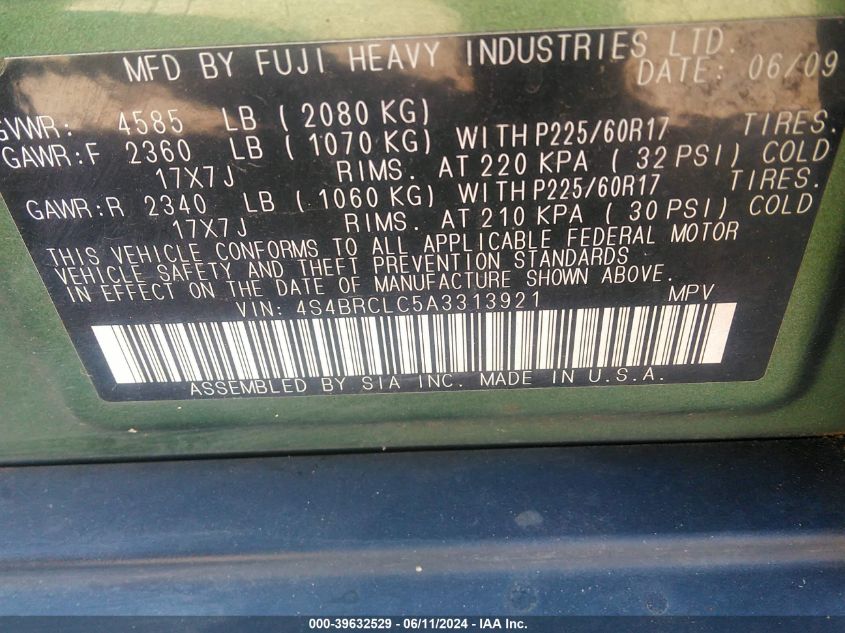 MFD BY FUJI HEAVY INDUSTRIES LTD.
DATE: 06/09
GVWR: 4585 LB ( 2080 KG)
GAWR:F 2360 LB ( 1070 KG) WITH P225/60R17 TIRES.
17X7J RIMS. AT 220 KPA ( 32 PSI) COLD
GAWR:R 2340 LB ( 1060 KG) WITH P225/60R17 TIRES.
17X7J RIMS. AT 210 KPA ( 30 PSI) COLD
THIS VEHICLE CONFORMS TO ALL APPLICABLE FEDERAL MOTOR
VEHICLE SAFETY AND THEFT PREVENTION STANDARDS
IN EFFECT ON THE DATE OF MANUFACTURE SHOWN ABOVE.
VIN: 4S4BRCLC5A3313921 MPV
ASSEMBLED BY SIA INC. MADE IN U.S.A.
000-39632529 - 06/11/2024 - IAA Inc.